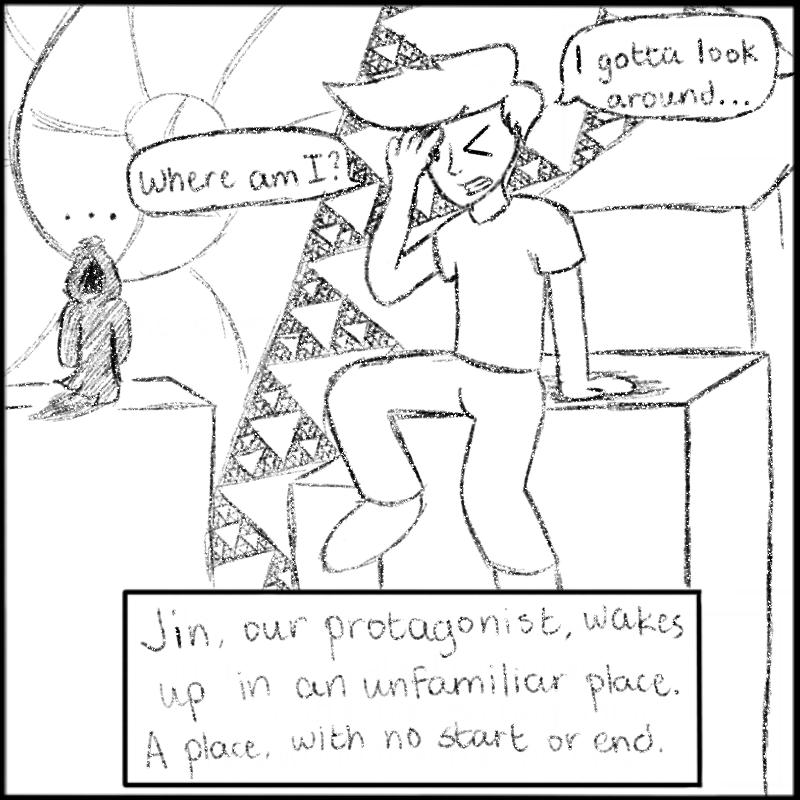 I gotta look
around...
Where am I?
...
Jin, our protagonist, wakes
up in an unfamiliar place.
A place, with no start or end.